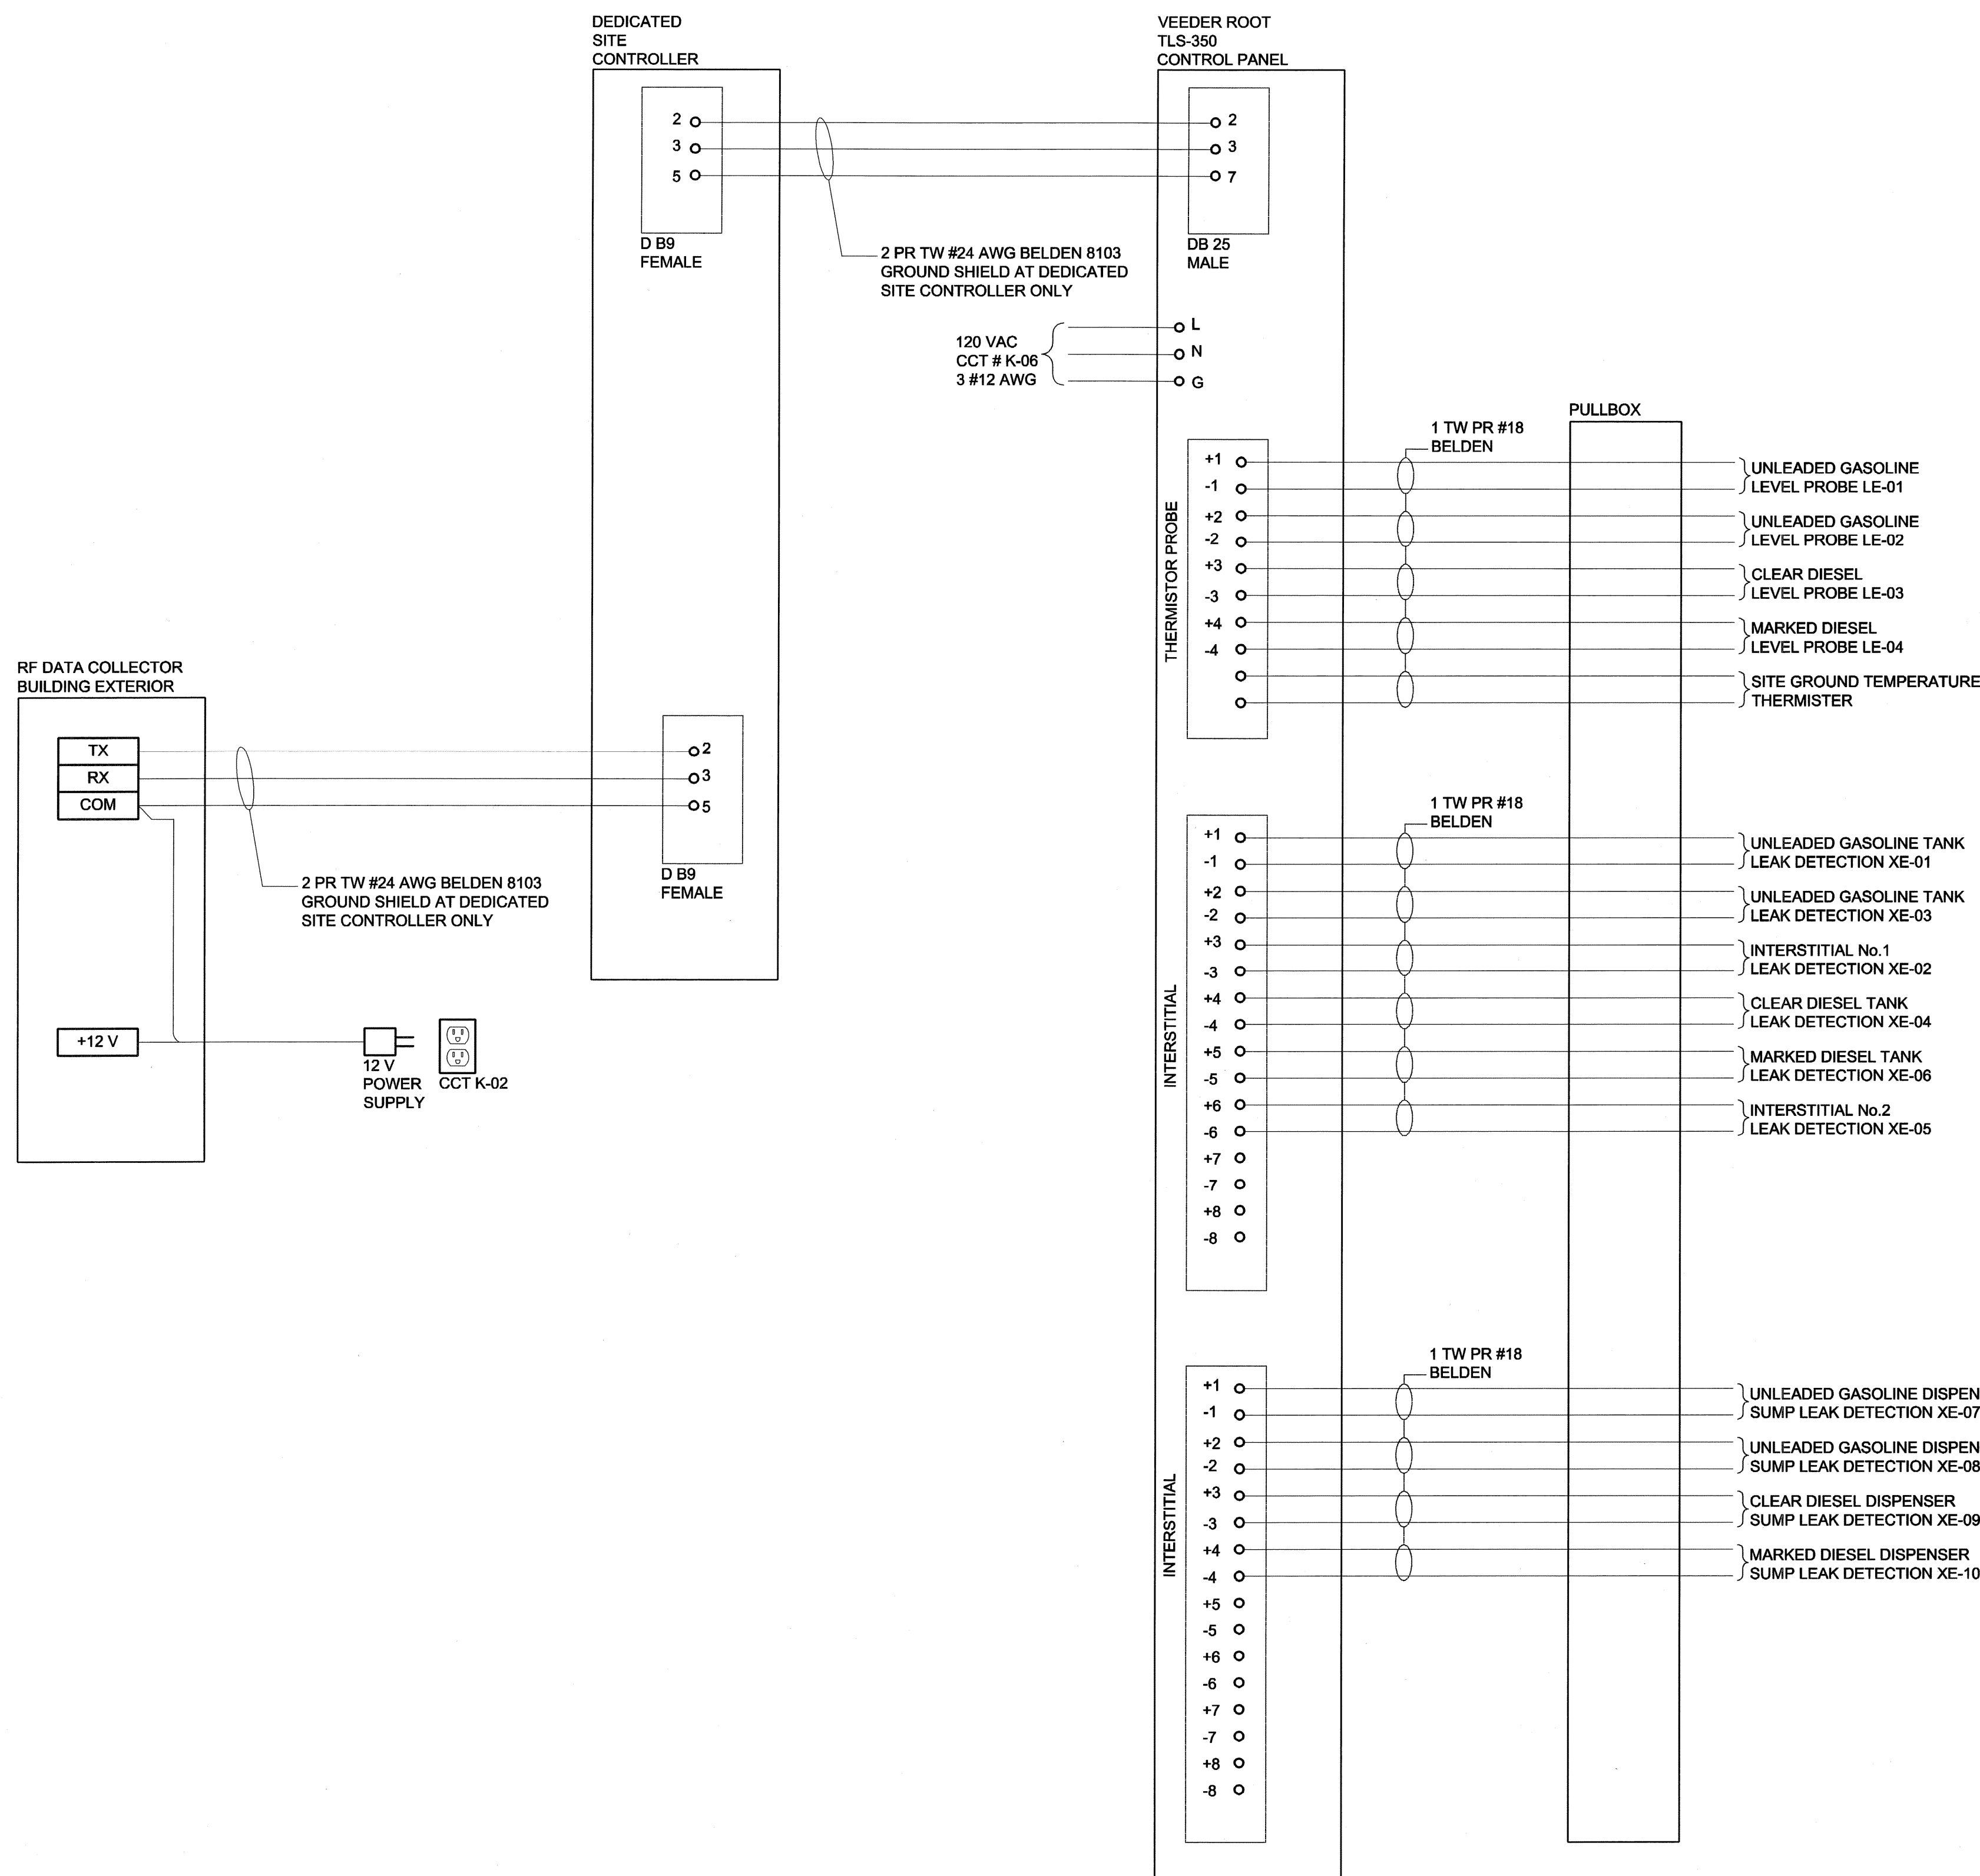 DEDICATED
SITE
CONTROLLER
2
3
5
D B9
FEMALE
2 PR TW #24 AWG BELDEN 8103
GROUND SHIELD AT DEDICATED
SITE CONTROLLER ONLY
2
3
5
D B9
FEMALE
VEEDER ROOT
TLS-350
CONTROL PANEL
2
3
7
DB 25
MALE
120 VAC
CCT # K-06
3 #12 AWG
L
N
G
RF DATA COLLECTOR
BUILDING EXTERIOR
TX
RX
COM
2 PR TW #24 AWG BELDEN 8103
GROUND SHIELD AT DEDICATED
SITE CONTROLLER ONLY
+12 V
12 V
POWER
SUPPLY
CCT K-02
PULLBOX
THERMISTOR PROBE
1 TW PR #18
BELDEN
+1
-1
+2
-2
+3
-3
+4
-4
UNLEADED GASOLINE
LEVEL PROBE LE-01
UNLEADED GASOLINE
LEVEL PROBE LE-02
CLEAR DIESEL
LEVEL PROBE LE-03
MARKED DIESEL
LEVEL PROBE LE-04
SITE GROUND TEMPERATURE
THERMISTER
INTERSTITIAL
1 TW PR #18
BELDEN
+1
-1
+2
-2
+3
-3
+4
-4
+5
-5
+6
-6
+7
-7
+8
-8
UNLEADED GASOLINE TANK
LEAK DETECTION XE-01
UNLEADED GASOLINE TANK
LEAK DETECTION XE-03
INTERSTITIAL No.1
LEAK DETECTION XE-02
CLEAR DIESEL TANK
LEAK DETECTION XE-04
MARKED DIESEL TANK
LEAK DETECTION XE-06
INTERSTITIAL No.2
LEAK DETECTION XE-05
INTERSTITIAL
1 TW PR #18
BELDEN
+1
-1
+2
-2
+3
-3
+4
-4
+5
-5
+6
-6
+7
-7
+8
-8
UNLEADED GASOLINE DISPEN
SUMP LEAK DETECTION XE-07
UNLEADED GASOLINE DISPEN
SUMP LEAK DETECTION XE-08
CLEAR DIESEL DISPENSER
SUMP LEAK DETECTION XE-09
MARKED DIESEL DISPENSER
SUMP LEAK DETECTION XE-10